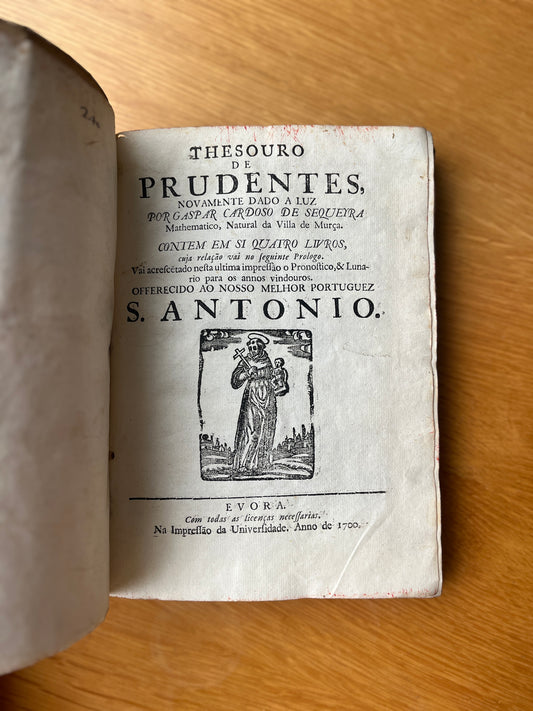 24
THESOURO
DE
PRUDENTES,
NOVAMENTE DADO A LUZ
POR GASPAR CARDOSO DE SEQUEYRA
Mathematico, Natural da Villa de Murça.
CONTEM EM SI QUATRO LIVROS,
cuja relação vai no ſeguinte Prologo.
Vai acreſcẽtado neſta ultima impreſsão o Pronoſtico, & Luna-
rio para os annos vindouros.
OFFERECIDO AO NOSSO MELHOR PORTUGUEZ
S. ANTONIO.
EVORA.
Com todas as licenças neceſſarias.
Na Impreſſão da Univerſidade. Anno de 1700.